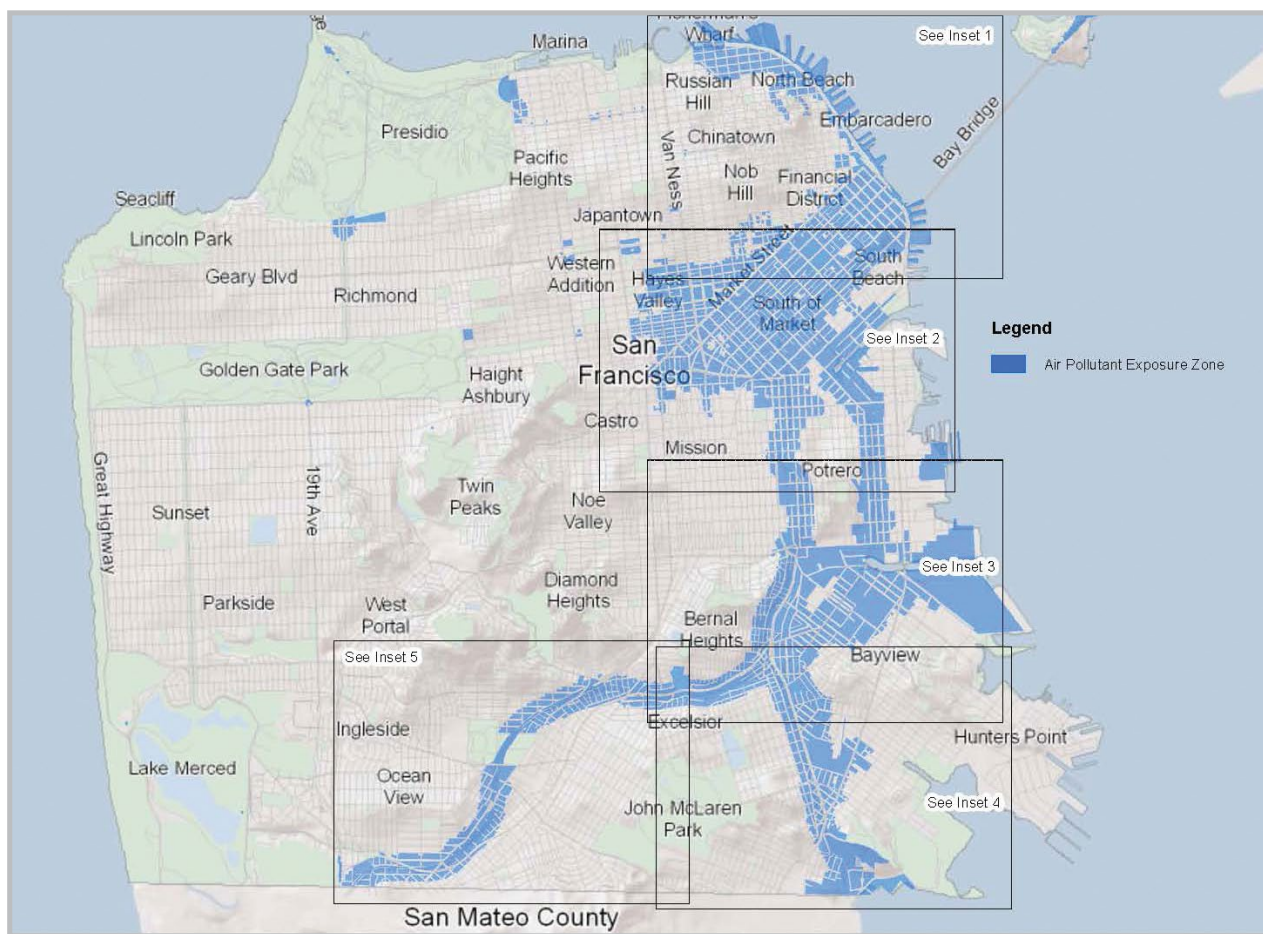 ge
Fisherman's
Wharf
See Inset 1
Marina
Russian
Hill
North Beach
Embarcadero
Presidio
Chinatown
Bay Bridge
Van Ness
Pacific
Heights
Nob
Hill
Financial
District
Seacliff
Japantown
Lincoln Park
Market Street
Geary Blvd
Western
Addition
Hayes
Valley
South
Beach
Richmond
South of
Market
San
Francisco
See Inset 2
Legend
Air Pollutant Exposure Zone
Golden Gate Park
Haight
Ashbury
Castro
Mission
Potrero
Great Highway
19th Ave
Twin
Peaks
Noe
Valley
Sunset
See Inset 3
Parkside
West
Portal
Diamond
Heights
Bernal
Heights
See Inset 5
Bayview
Ingleside
Excelsior
Hunters Point
Lake Merced
Ocean
View
John McLaren
Park
See Inset 4
San Mateo County